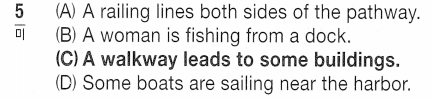 5 (A) A railing lines both sides of the pathway.
미 (B) A woman is fishing from a dock.
(C) A walkway leads to some buildings.
(D) Some boats are sailing near the harbor.